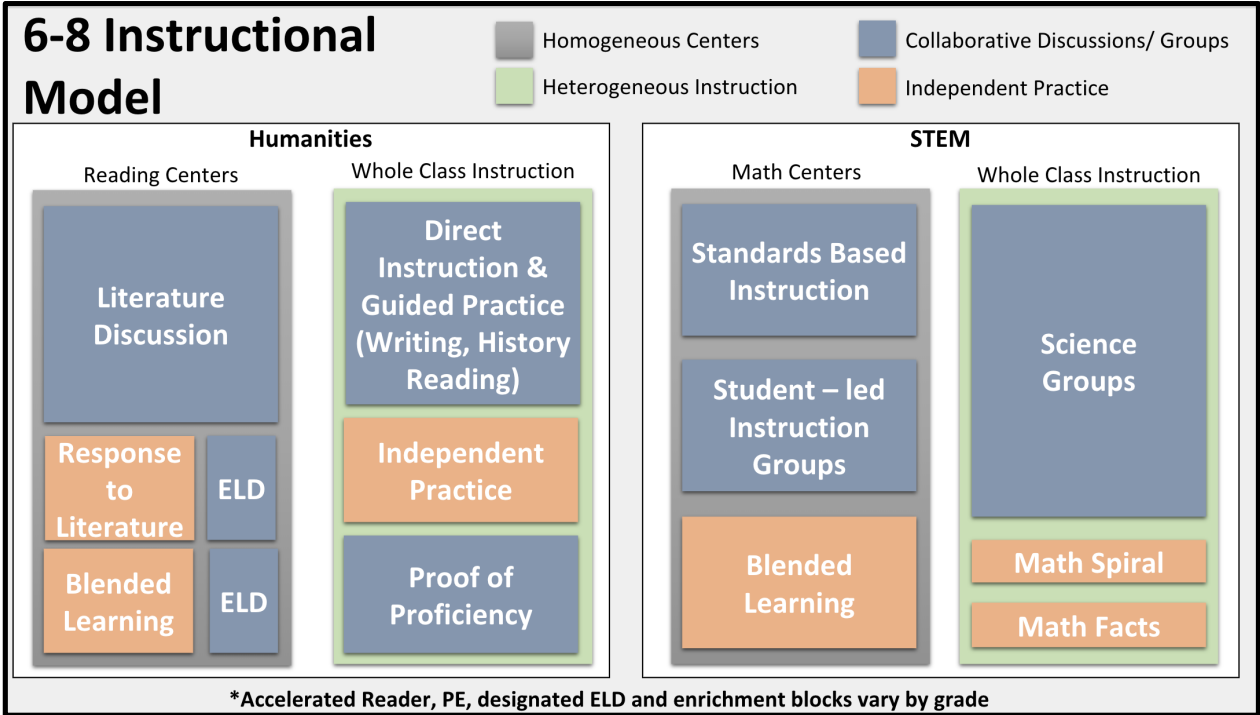 6-8 Instructional
Model
Homogeneous Centers
Collaborative Discussions/ Groups
Heterogeneous Instruction
Independent Practice
Humanities
Reading Centers
Whole Class Instruction
Literature
Discussion
Response
to
Literature
ELD
Blended
Learning
ELD
Direct
Instruction &
Guided Practice
(Writing, History
Reading)
Independent
Practice
Proof of
Proficiency
STEM
Math Centers
Whole Class Instruction
Standards Based
Instruction
Student – led
Instruction
Groups
Blended
Learning
Science
Groups
Math Spiral
Math Facts
*Accelerated Reader, PE, designated ELD and enrichment blocks vary by grade